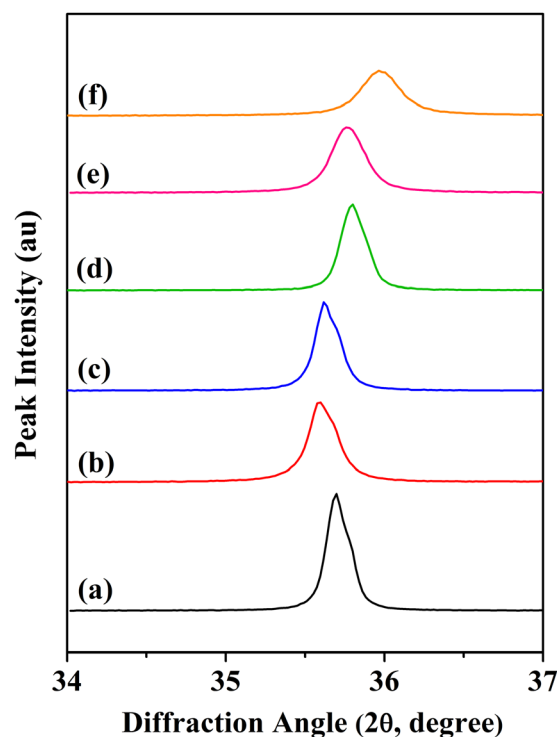 (f)
(e)
(d)
(c)
(b)
(a)
Peak Intensity (au)
34 35 36 37
Diffraction Angle (2θ, degree)